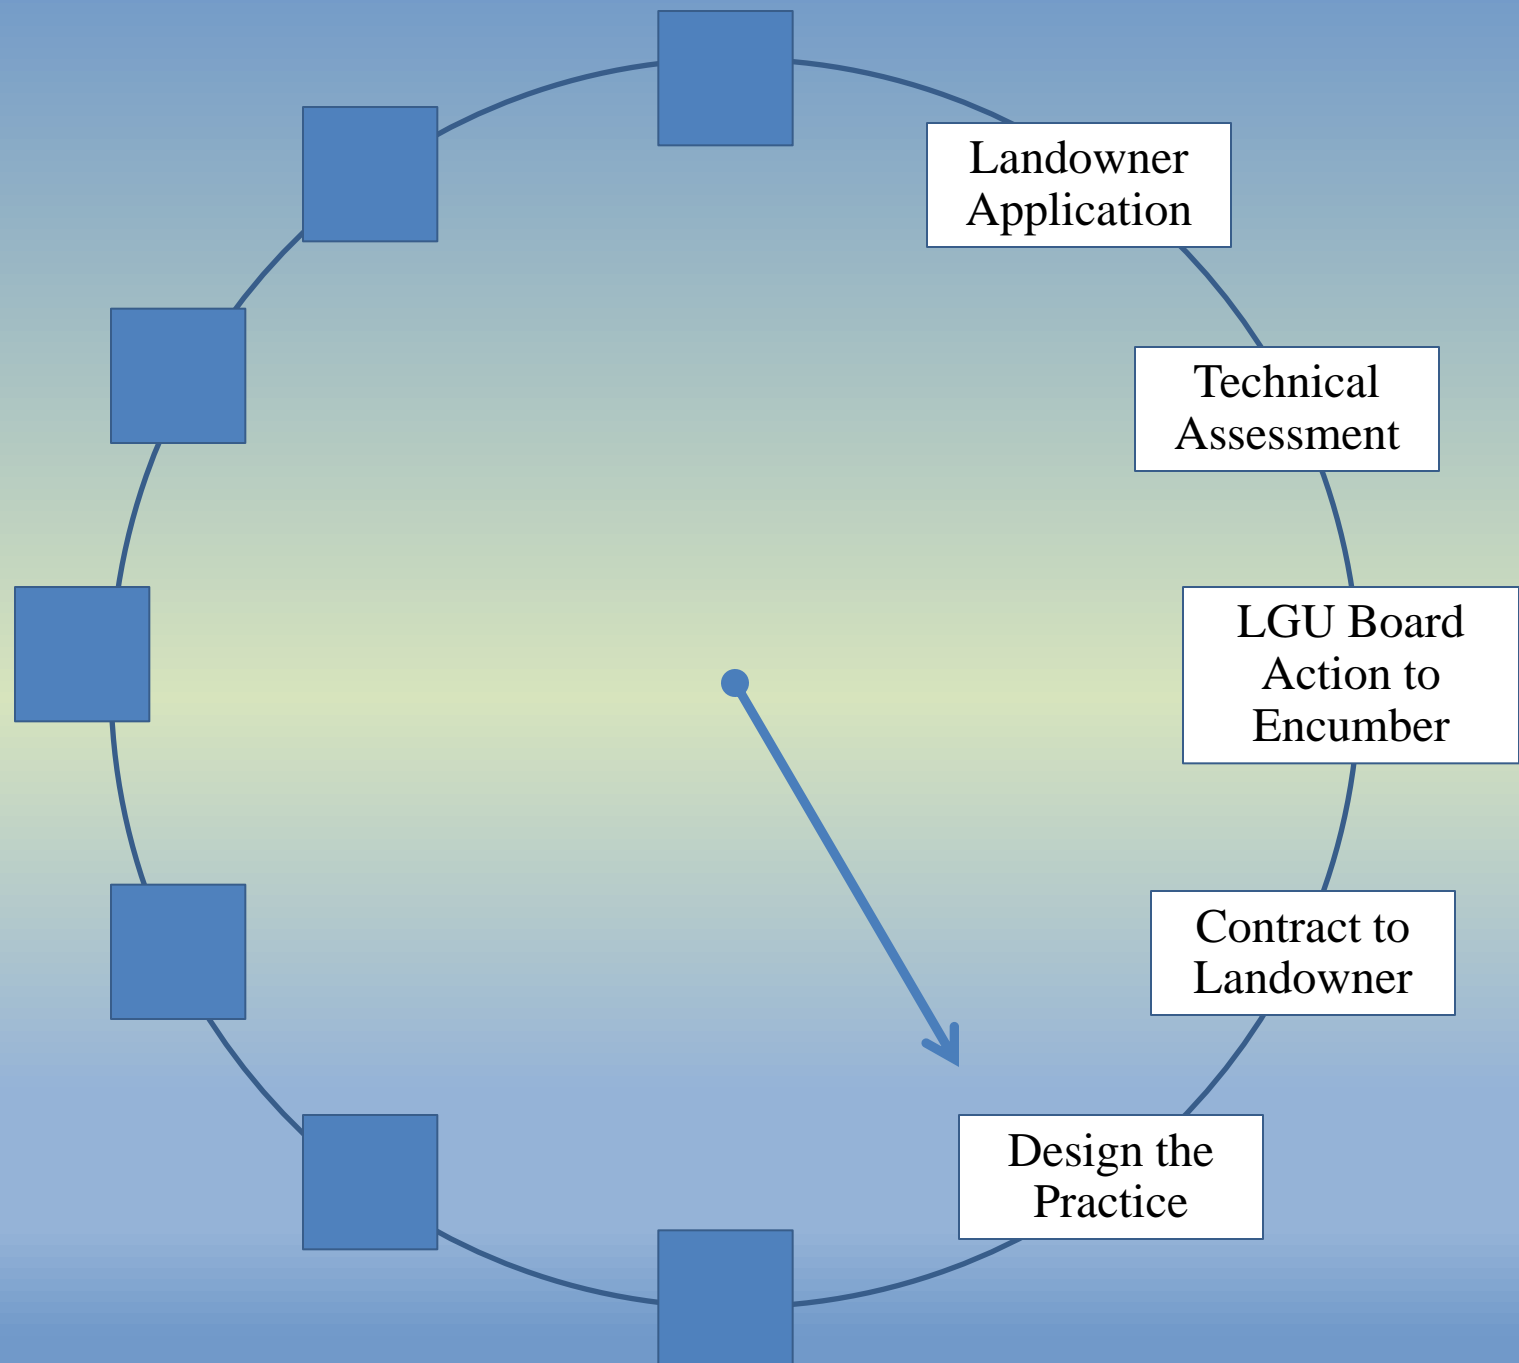 Landowner
Application
Technical
Assessment
LGU Board
Action to
Encumber
Contract to
Landowner
Design the
Practice